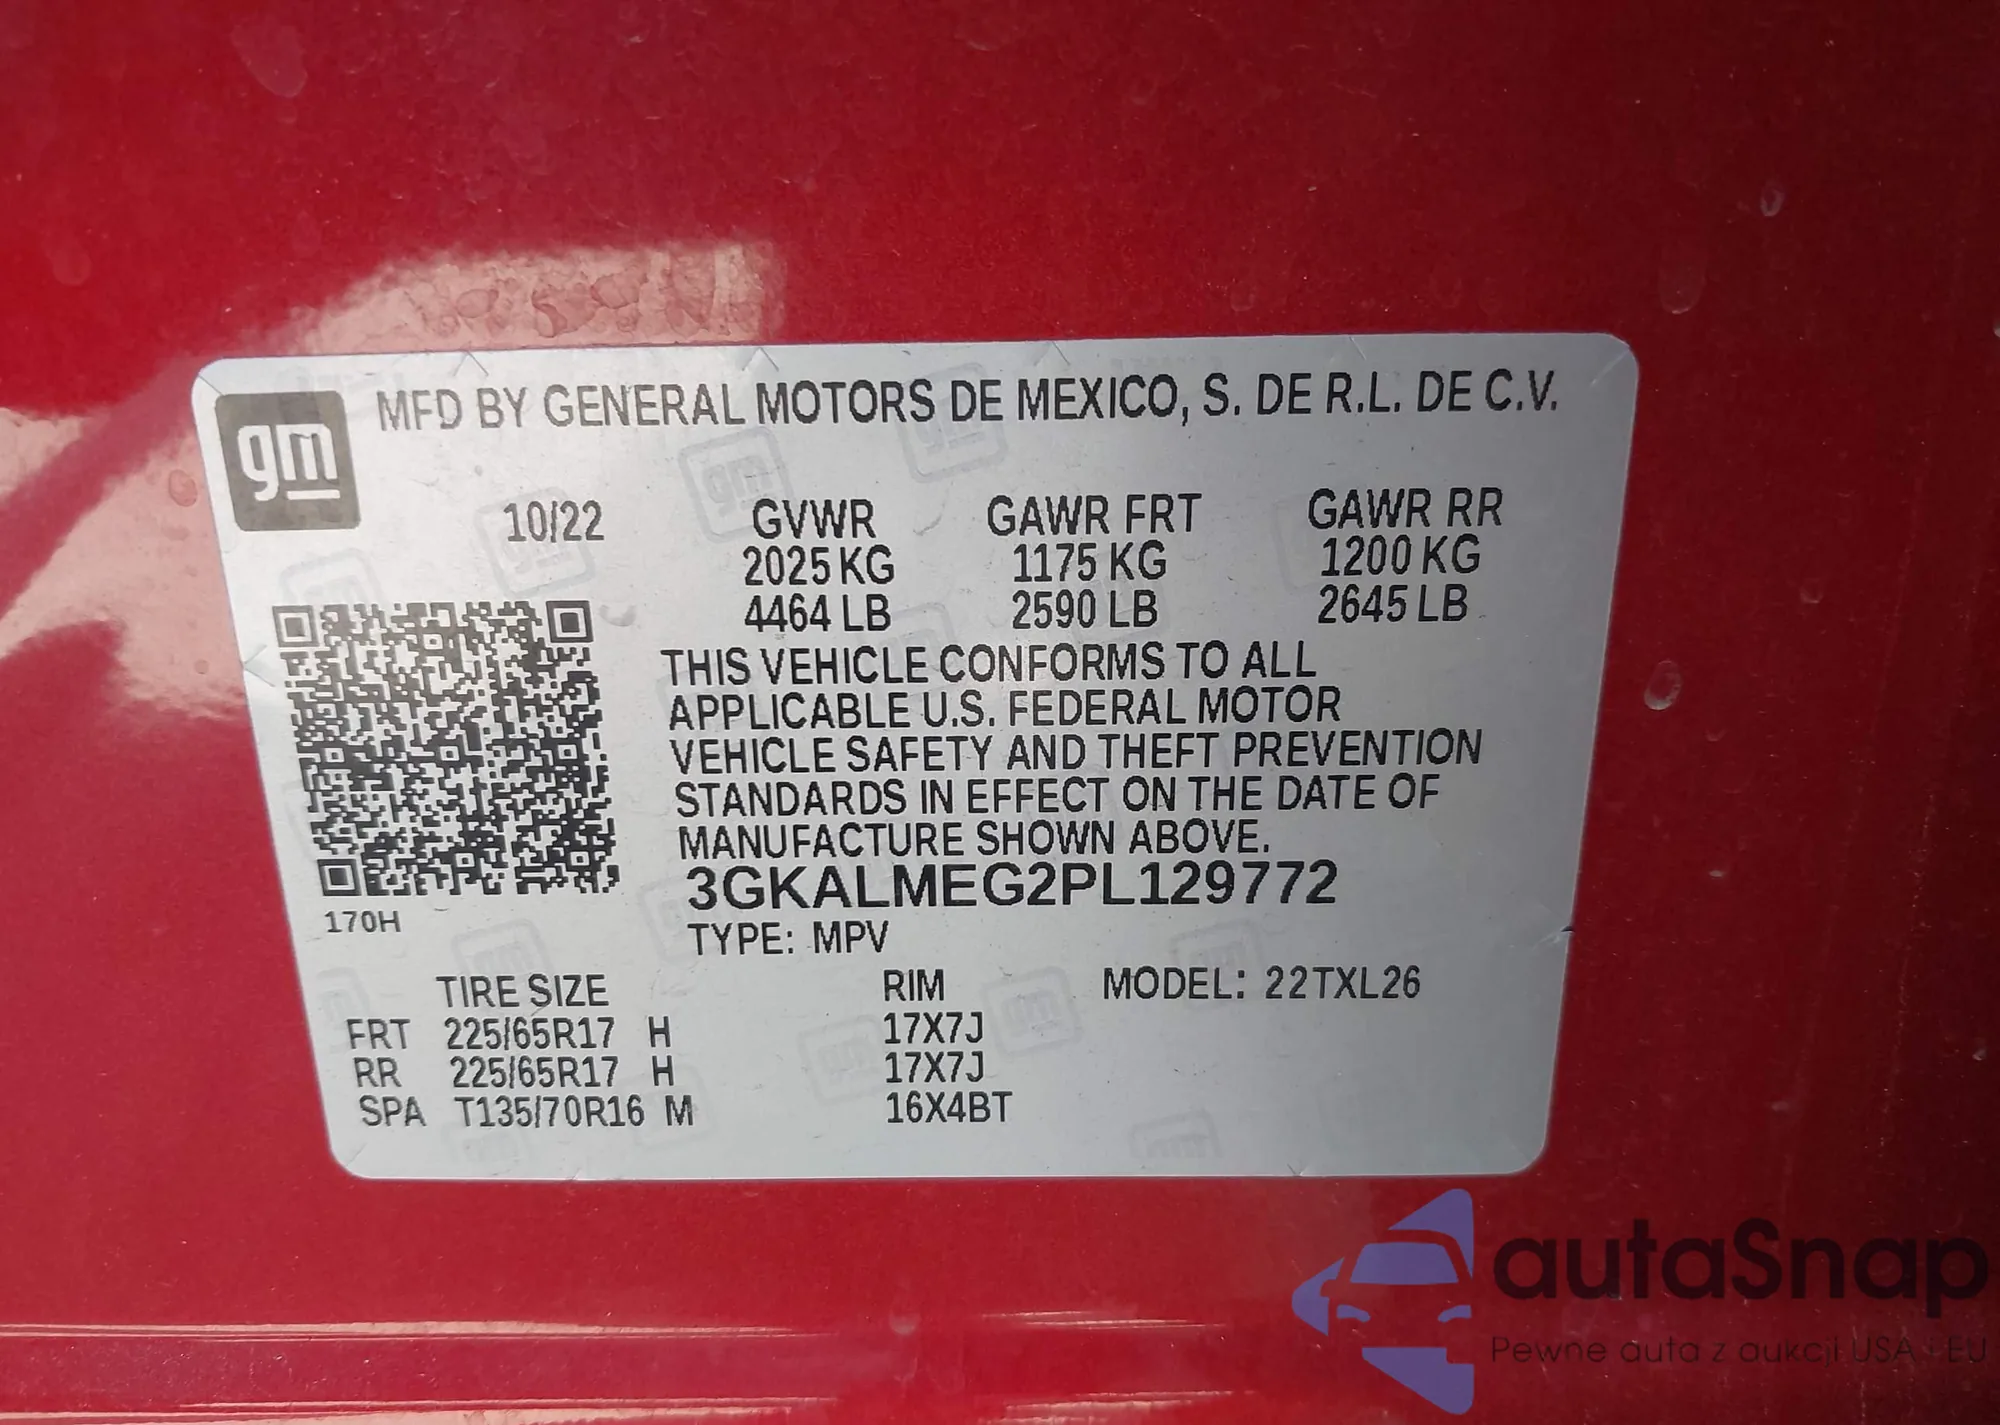 gm
MFD BY GENERAL MOTORS DE MEXICO, S. DE R.L. DE C.V.
10/22 GVWR GAWR FRT GAWR RR
2025 KG 1175 KG 1200 KG
4464 LB 2590 LB 2645 LB
THIS VEHICLE CONFORMS TO ALL
APPLICABLE U.S. FEDERAL MOTOR
VEHICLE SAFETY AND THEFT PREVENTION
STANDARDS IN EFFECT ON THE DATE OF
MANUFACTURE SHOWN ABOVE.
3GKALMEG2PL129772
170H
TYPE: MPV
TIRE SIZE RIM MODEL: 22TXL26
FRT 225/65R17 H 17X7J
RR 225/65R17 H 17X7J
SPA T135/70R16 M 16X4BT
autaSnap
Pewne auta z aukcji USA i EU